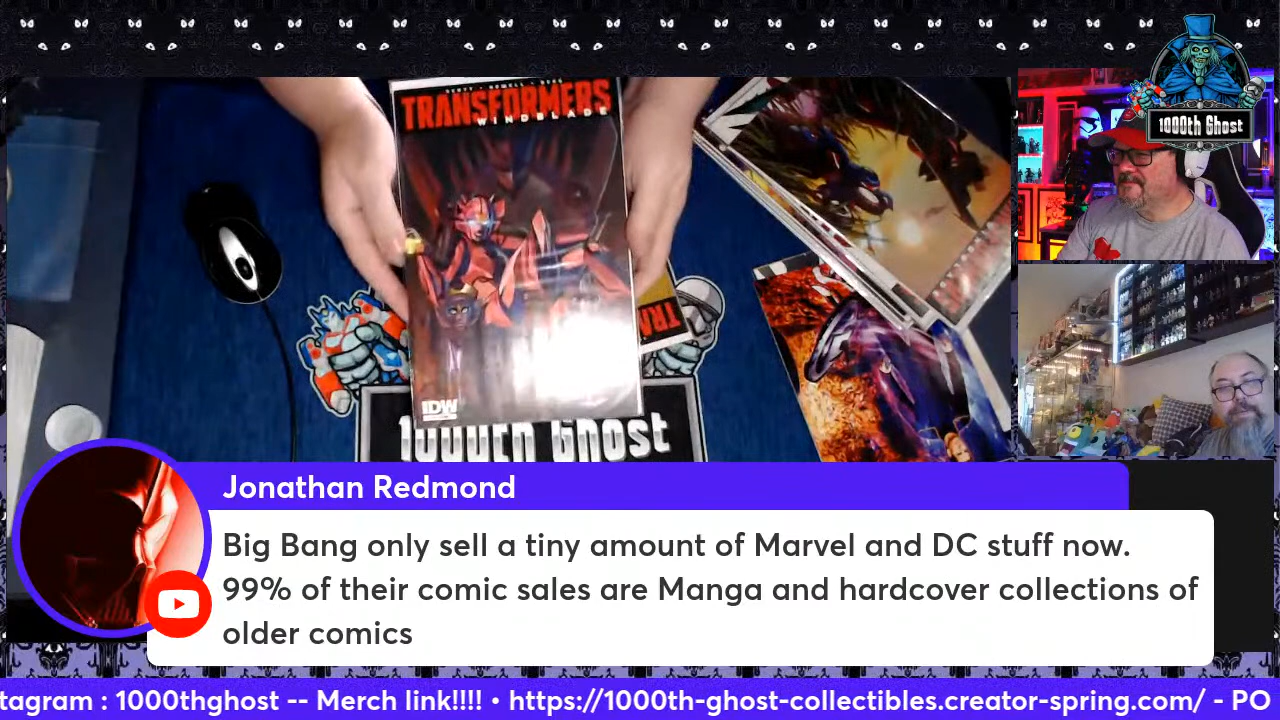 TRANSFORMERS
WINDBLADE
1000th Ghost
TRA
IDW
1000th Ghost
Jonathan Redmond
Big Bang only sell a tiny amount of Marvel and DC stuff now.
99% of their comic sales are Manga and hardcover collections of
older comics
tagram : 1000thghost -- Merch link!!!! • https://1000th-ghost-collectibles.creator-spring.com/ - PO